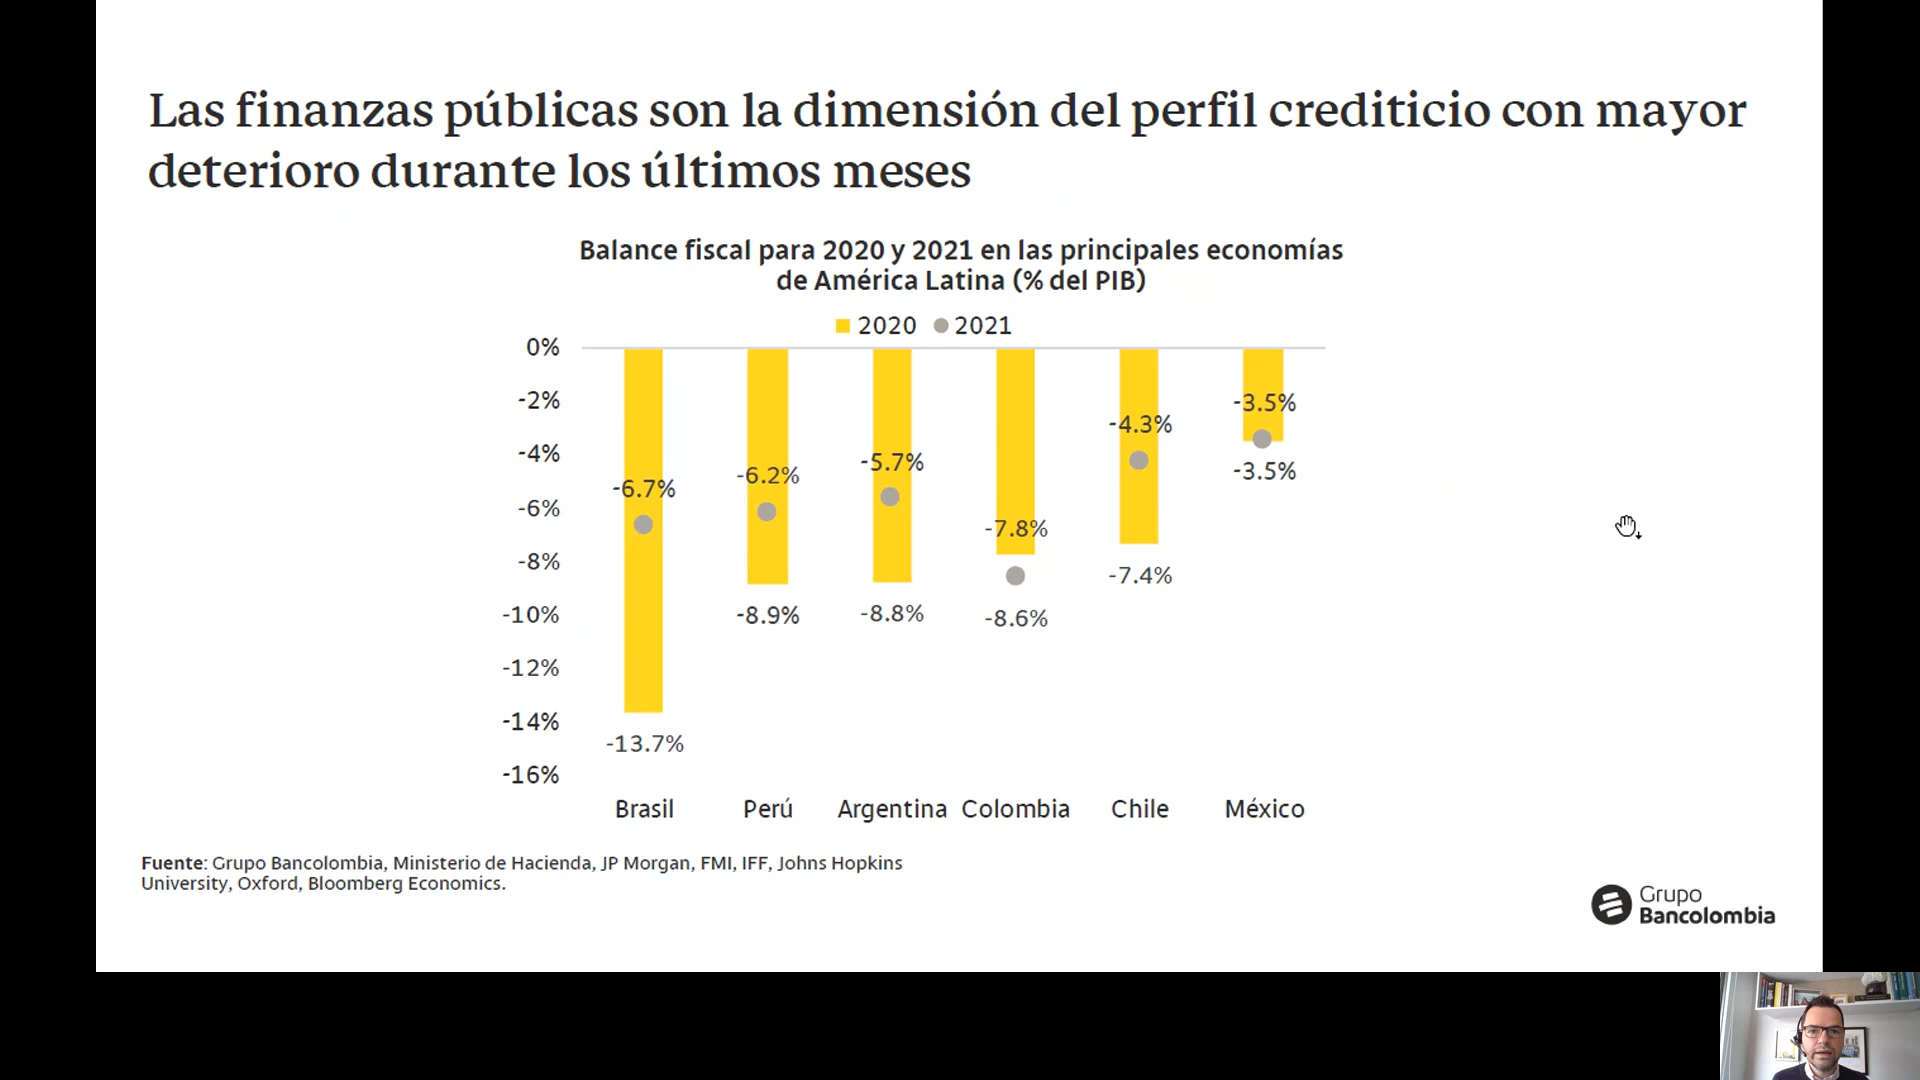 Las finanzas públicas son la dimensión del perfil crediticio con mayor
deterioro durante los últimos meses
Balance fiscal para 2020 y 2021 en las principales economías
de América Latina (% del PIB)
2020 2021
0%
-2%
-4%
-6%
-8%
-10%
-12%
-14%
-16%
-6.7%
-13.7%
-6.2%
-8.9%
-5.7%
-8.8%
-7.8%
-8.6%
-4.3%
-7.4%
-3.5%
-3.5%
Brasil Perú Argentina Colombia Chile México
Fuente: Grupo Bancolombia, Ministerio de Hacienda, JP Morgan, FMI, IFF, Johns Hopkins
University, Oxford, Bloomberg Economics.
Grupo
Bancolombia